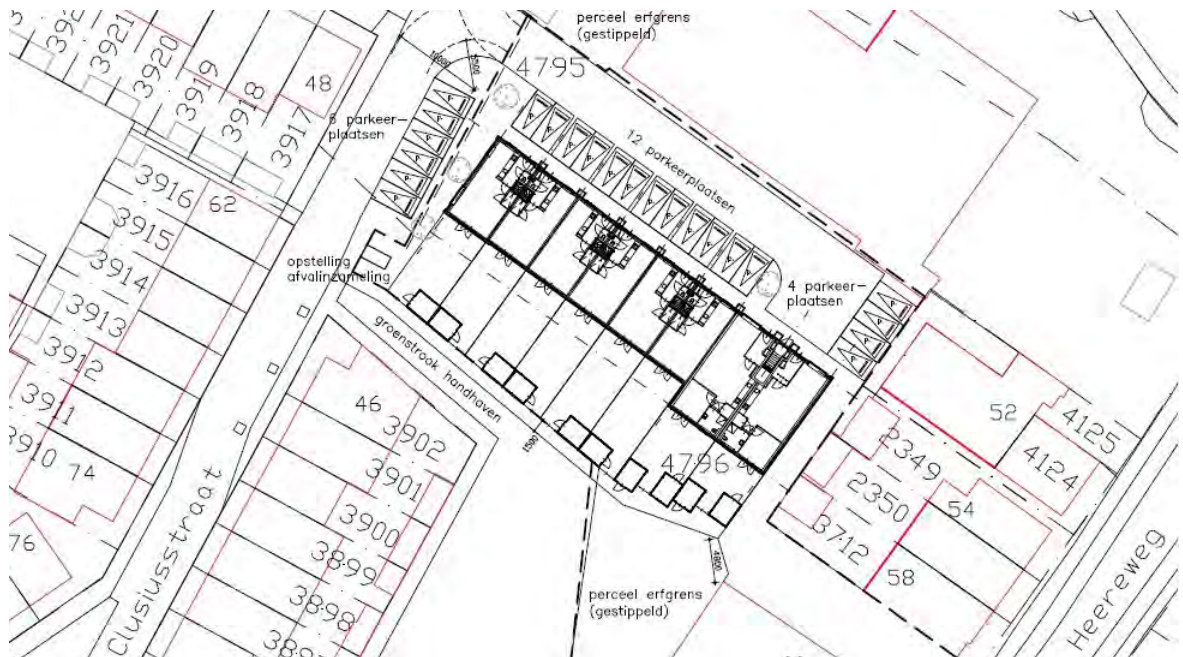 perceel erfgrens
(gestippeld)
4795
3921
3920
3919
3918
3917
48
6 parkeer-
plaatsen
12 parkeerplaatsen
3916
62
3915
3914
3913
3912
3911
3910
74
76
opstelling
afvalinzameling
groenstrook handhaven
1500
4 parkeer-
plaatsen
46
3902
3901
3900
3899
3898
4796
52
4125
4124
2349
2350
54
3712
58
4800
perceel erfgrens
(gestippeld)
Clusiusstraat
Heereweg